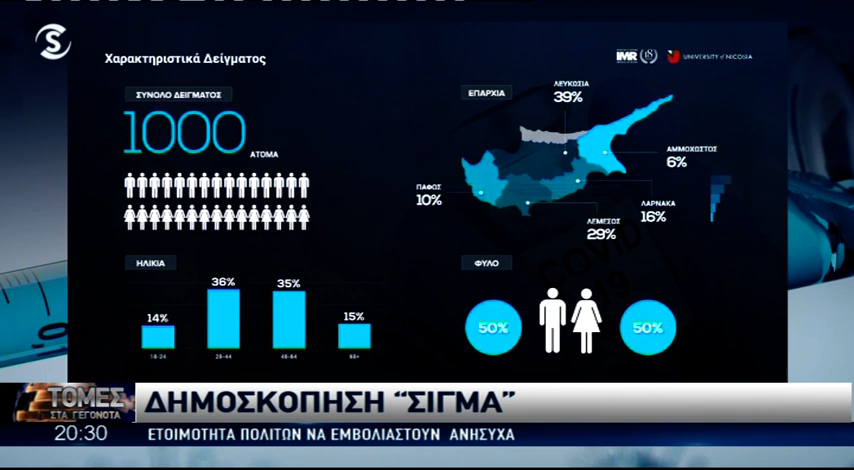 S
Χαρακτηριστικά Δείγματος
IMR
UNIVERSITY of NICOSIA
ΣΥΝΟΛΟ ΔΕΙΓΜΑΤΟΣ
1000
ΑΤΟΜΑ
ΕΠΑΡΧΙΑ
ΛΕΥΚΩΣΙΑ
39%
ΑΜΜΟΧΩΣΤΟΣ
6%
ΠΑΦΟΣ
10%
ΛΑΡΝΑΚΑ
16%
ΛΕΜΕΣΟΣ
29%
ΗΛΙΚΙΑ
14%
36%
35%
15%
18-24
25-44
45-64
65+
ΦΥΛΟ
50%
50%
COVID
19
ΤΟΜΕΣ
ΣΤΑ ΓΕΓΟΝΟΤΑ
20:30
ΔΗΜΟΣΚΟΠΗΣΗ “ΣΙΓΜΑ”
ΕΤΟΙΜΟΤΗΤΑ ΠΟΛΙΤΩΝ ΝΑ ΕΜΒΟΛΙΑΣΤΟΥΝ ΑΝΗΣΥΧΑ